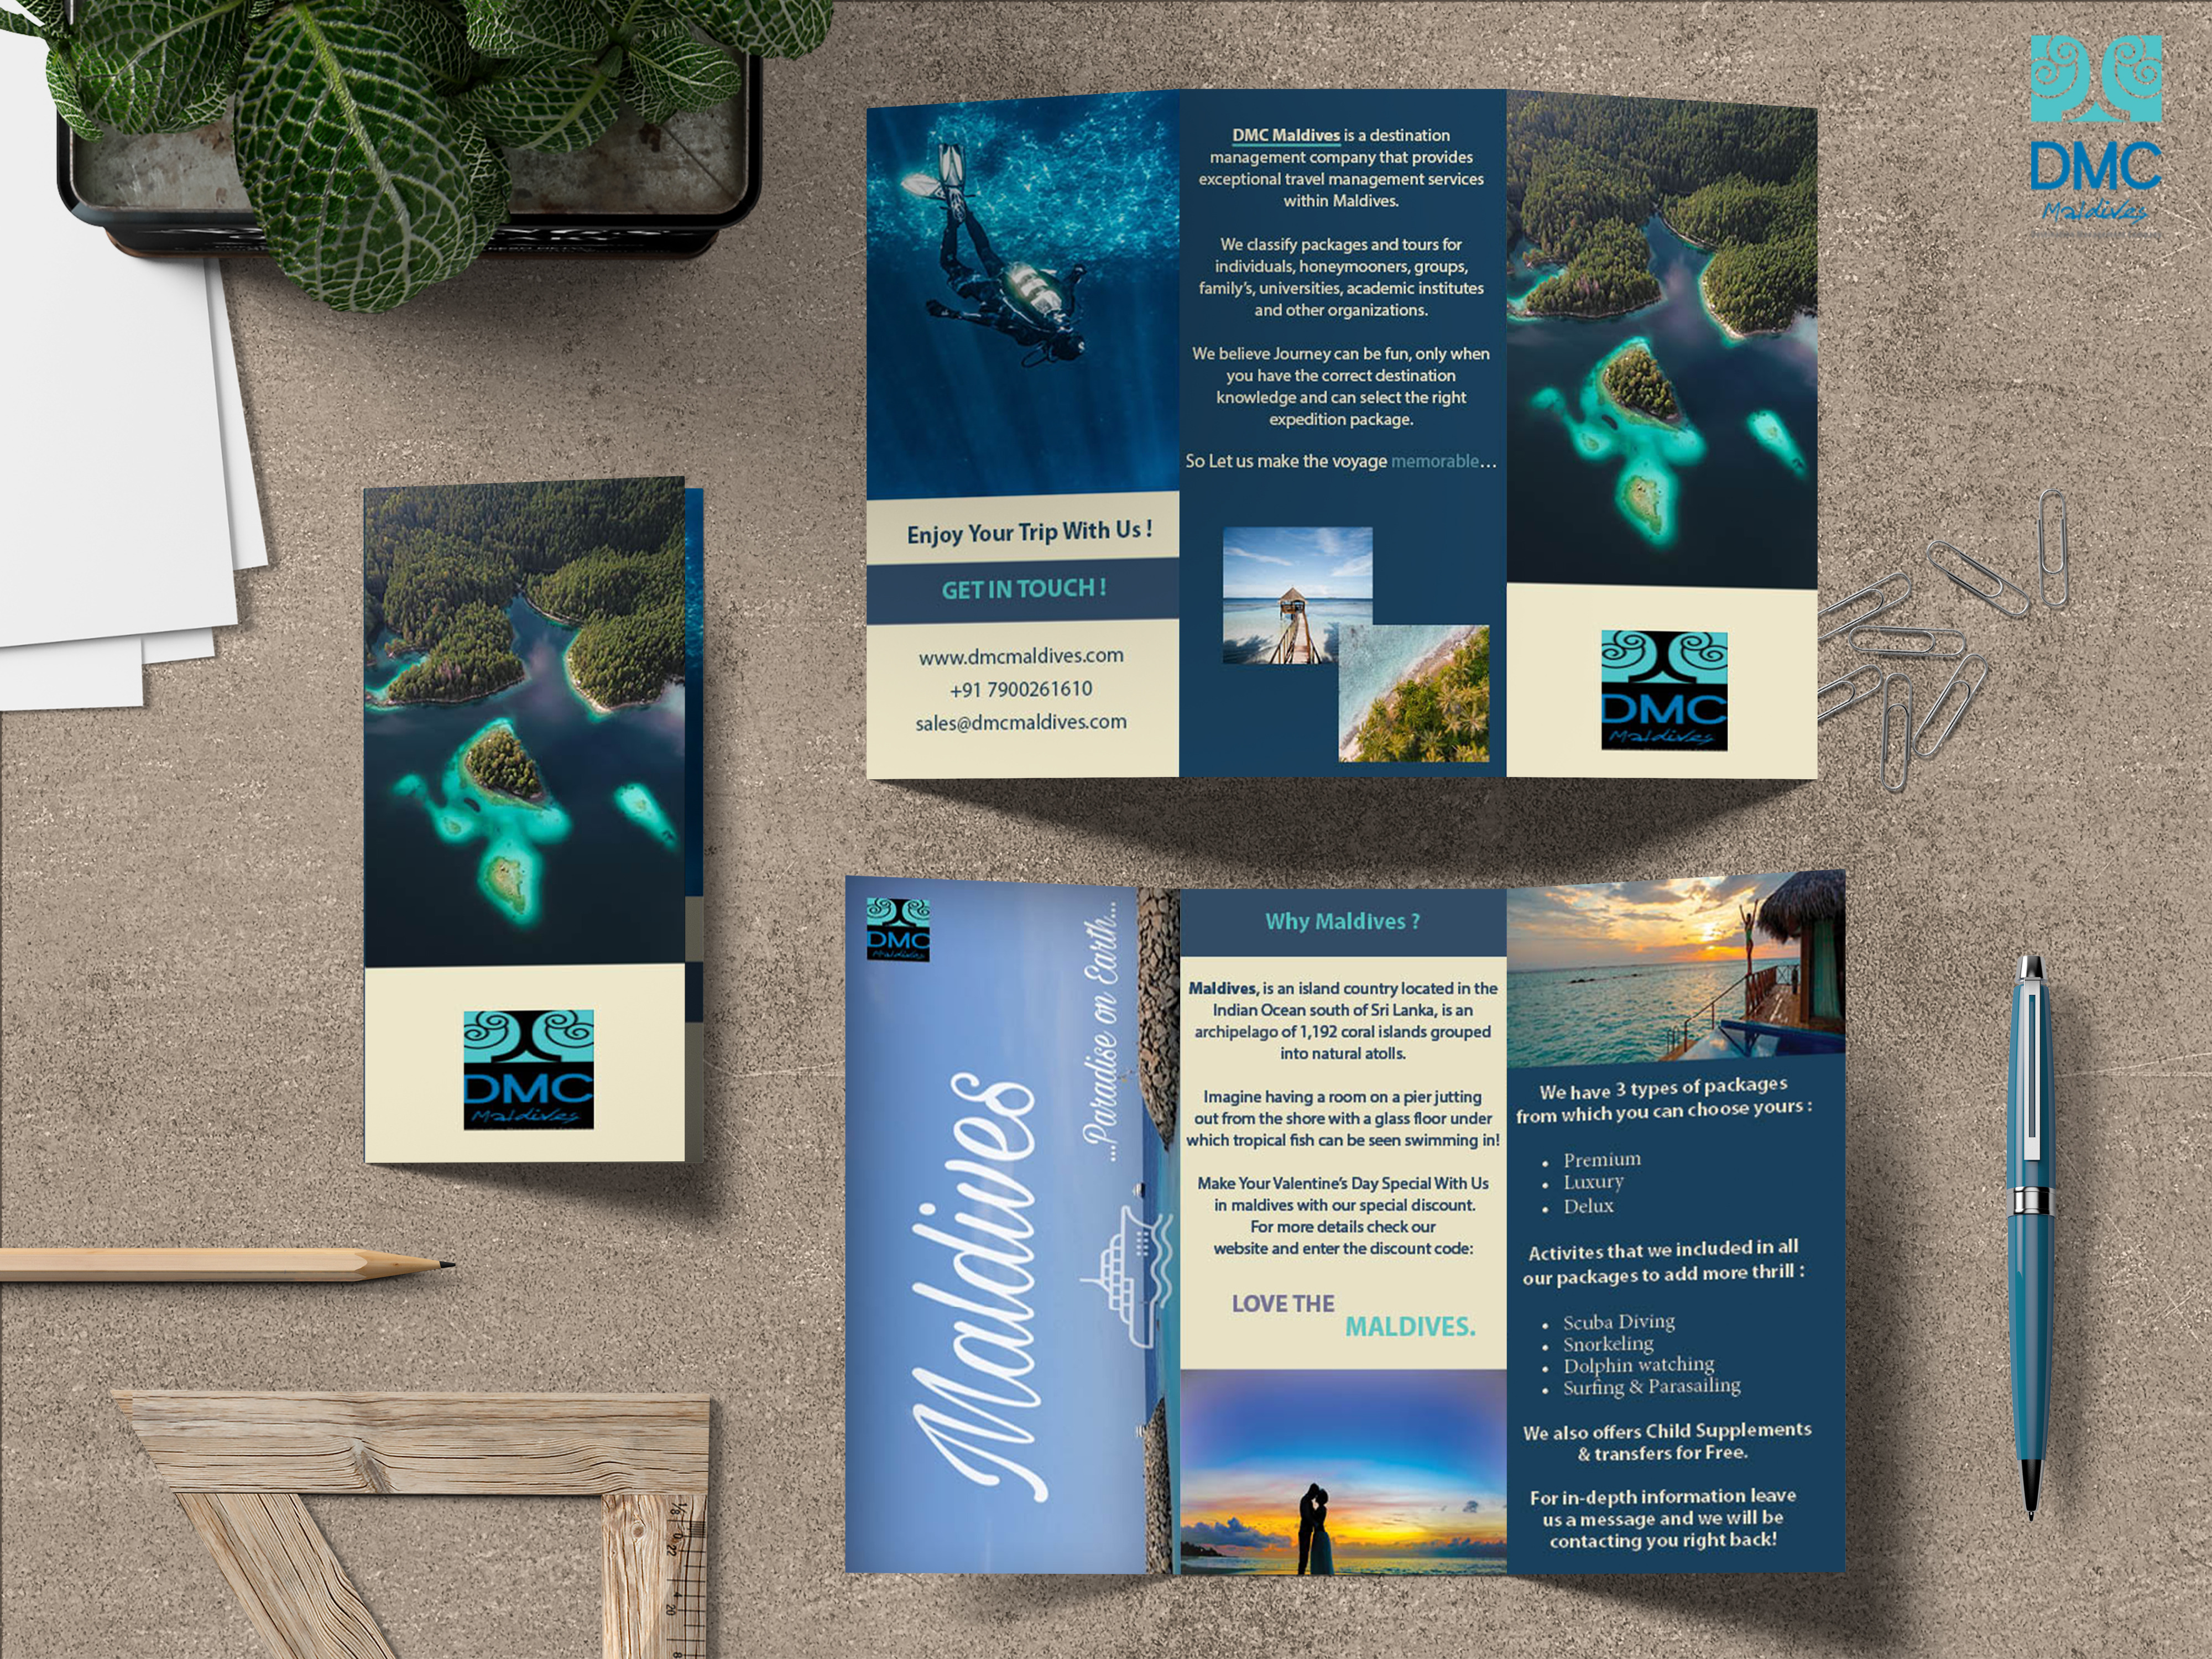 DMC
Maldives
DMC Maldives is a destination
management company that provides
exceptional travel management services
within Maldives.
We classify packages and tours for
individuals, honeymooners, groups,
family's, universities, academic institutes
and other organizations.
We believe Journey can be fun, only when
you have the correct destination
knowledge and can select the right
expedition package.
So Let us make the voyage memorable...
Enjoy Your Trip With Us !
GET IN TOUCH !
www.dmcmaldives.com
+91 7900261610
sales@dmcmaldives.com
DMC
Maldives
DMC
Maldives
DMC
Maldives
Maldives
...Paradise on Earth...
Why Maldives ?
Maldives, is an island country located in the
Indian Ocean south of Sri Lanka, is an
archipelago of 1,192 coral islands grouped
into natural atolls.
Imagine having a room on a pier jutting
out from the shore with a glass floor under
which tropical fish can be seen swimming in!
Make Your Valentine's Day Special With Us
in maldives with our special discount.
For more details check our
website and enter the discount code:
LOVE THE
MALDIVES.
We have 3 types of packages
from which you can choose yours :
• Premium
• Luxury
• Delux
Activites that we included in all
our packages to add more thrill :
• Scuba Diving
• Snorkeling
• Dolphin watching
• Surfing & Parasailing
We also offers Child Supplements
& transfers for Free.
For in-depth information leave
us a message and we will be
contacting you right back!